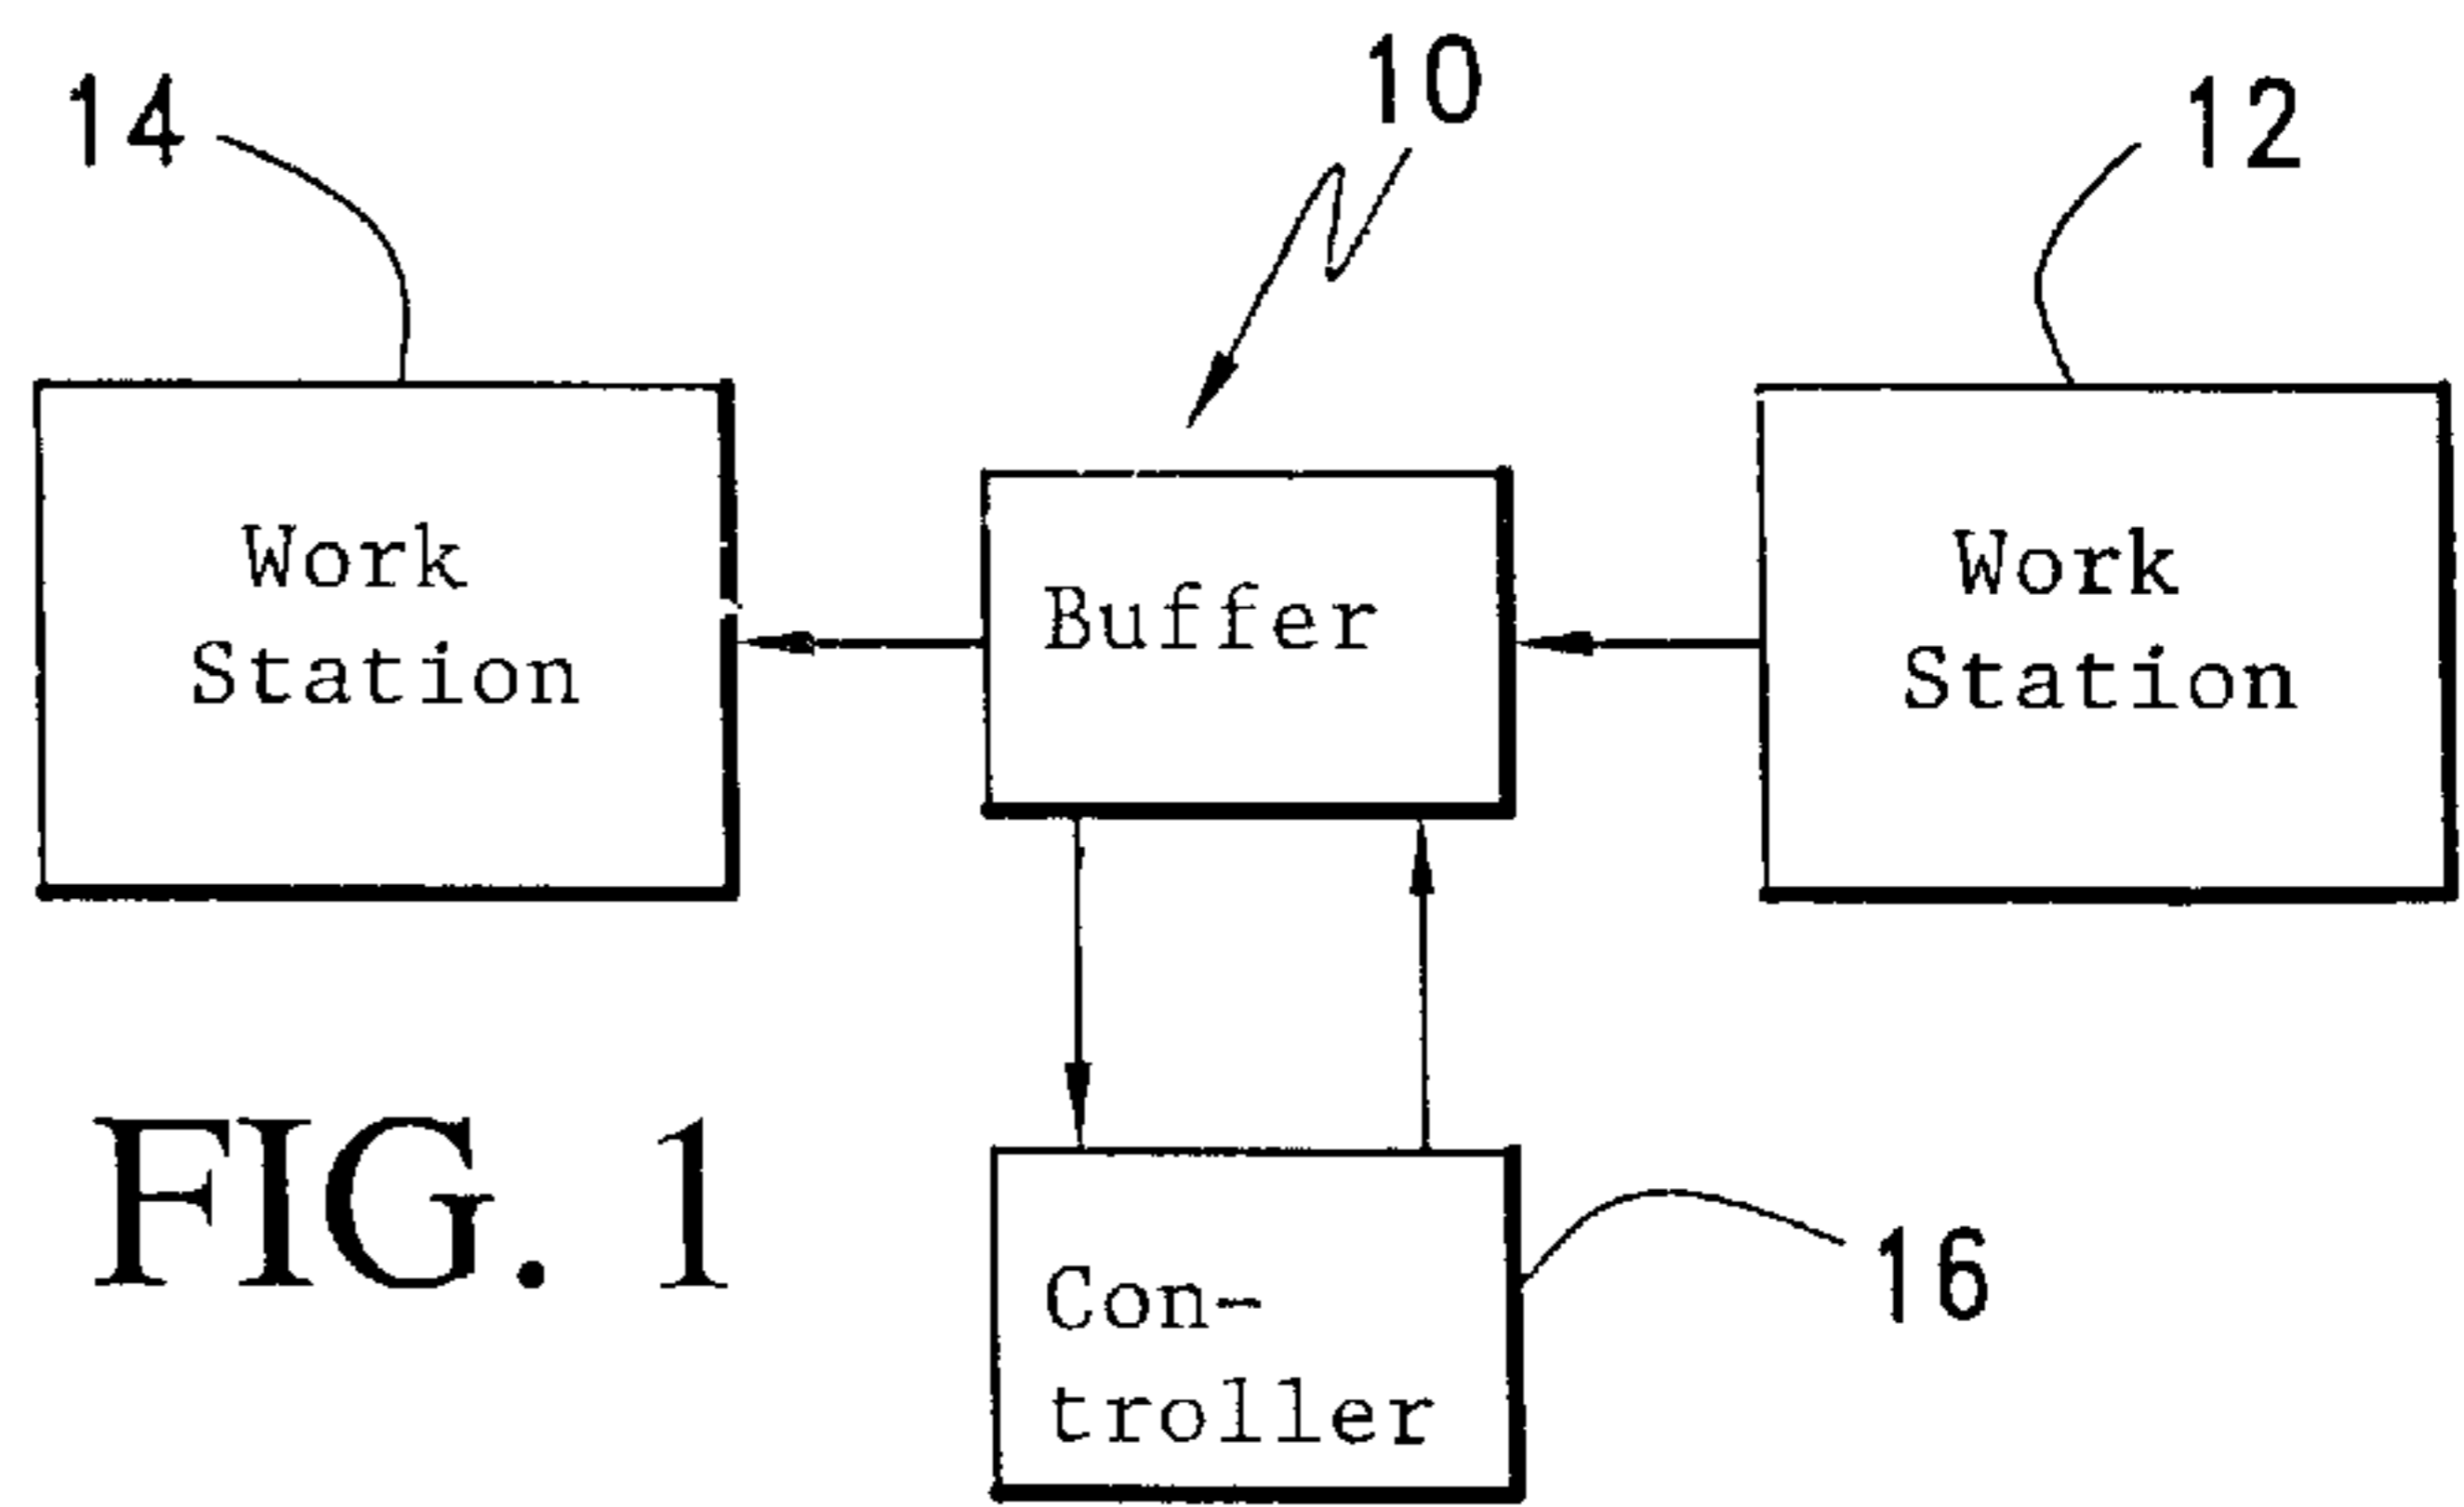 10
14
12
Work
Station
Buffer
Work
Station
FIG. 1
Con-
troller
16